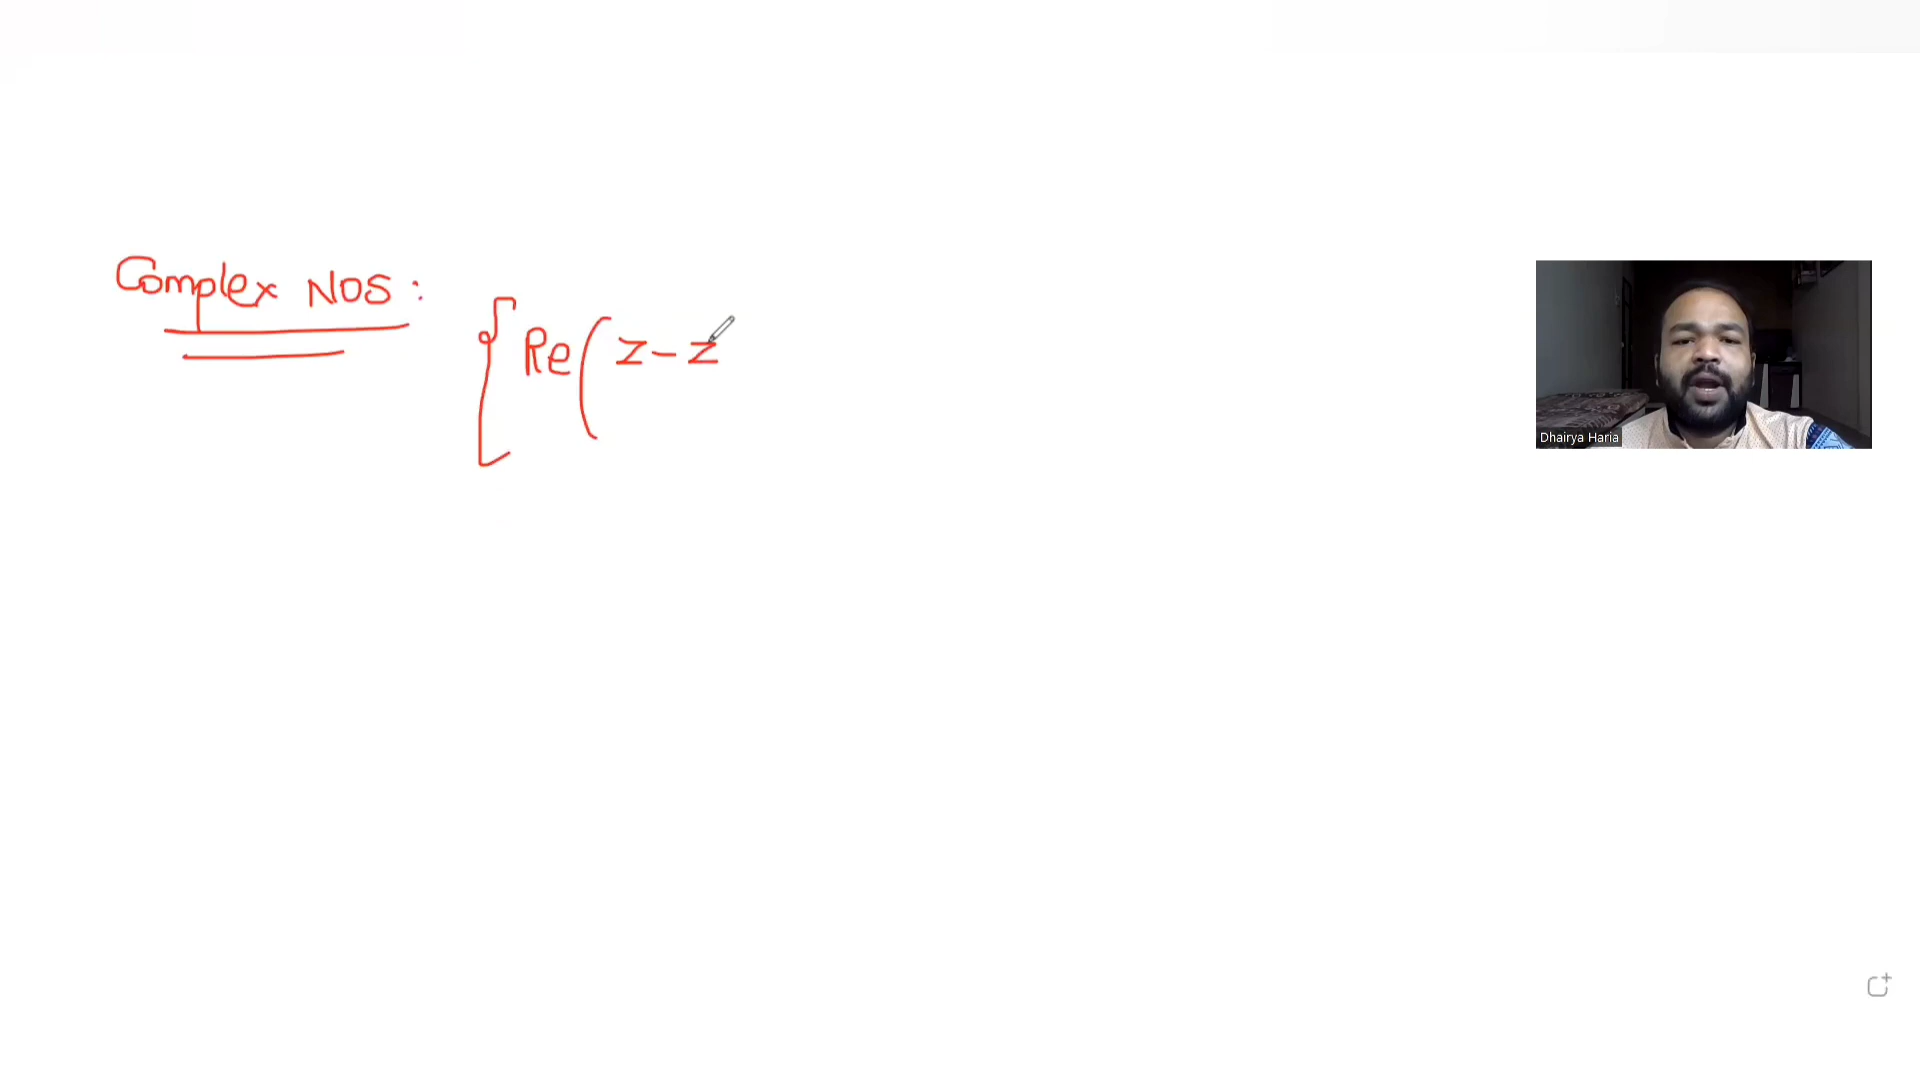 Complex NOS :
{ Re( z - z
Dhairya Haria